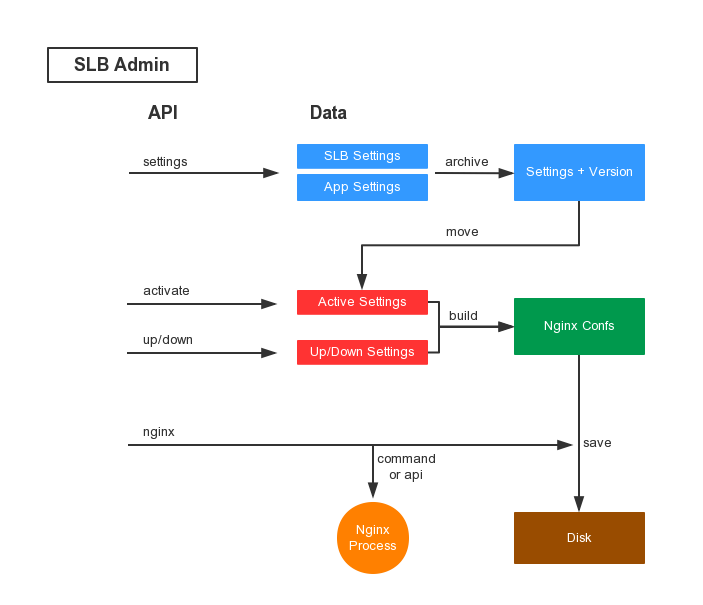 SLB Admin
API
Data
settings
SLB Settings
App Settings
archive
Settings + Version
move
activate
Active Settings
build
Nginx Confs
up/down
Up/Down Settings
nginx
save
command
or api
Nginx
Process
Disk